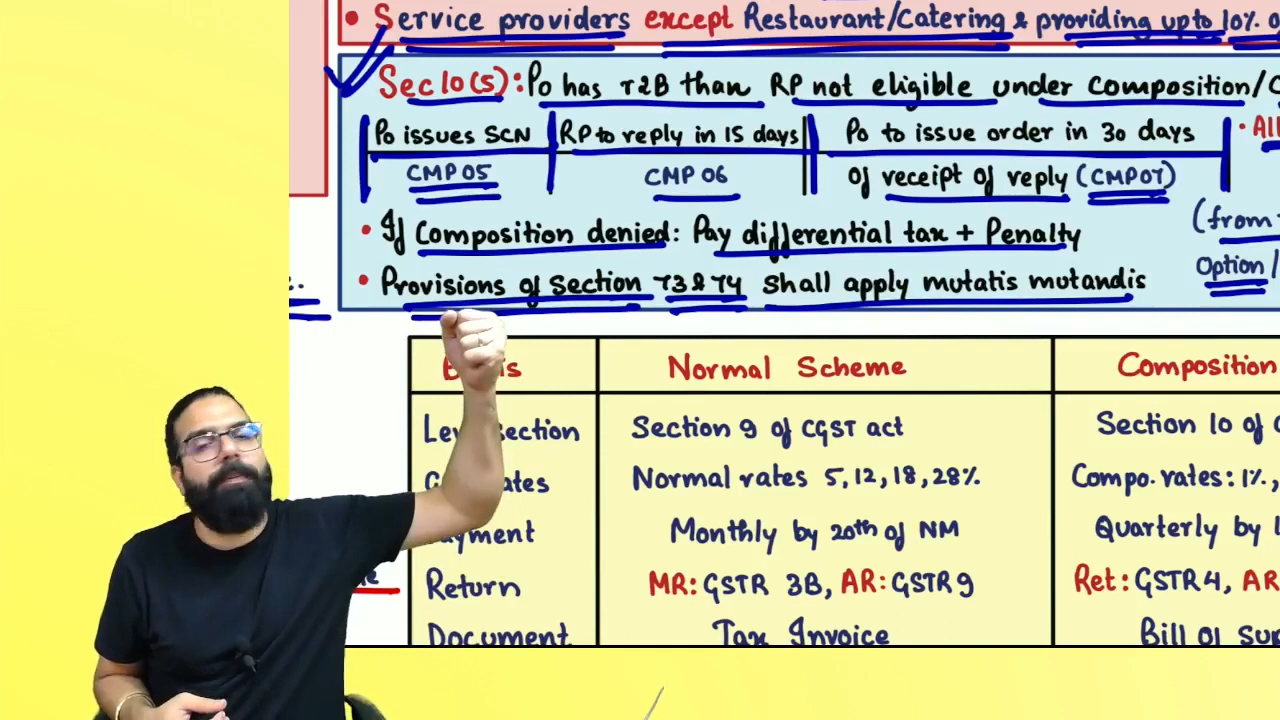 • Service providers except Restaurant/Catering & providing upto 10% o
Sec 10(5): Po has r2B than RP not eligible under Composition/C
Po issues SCN RP to reply in 15 days Po to issue order in 30 days • All
CMP 05 CMP 06 of receipt of reply (CMP 07)
• If Composition denied: Pay differential tax + Penalty (from
• Provisions of Section 73 & 74 shall apply mutatis mutandis Option/
Normal Scheme Composition
section Section 9 of CGST act Section 10 of
Normal rates 5, 12, 18, 28%. Compo. rates: 1%,
Monthly by 20th of NM Quarterly by
Return MR: GSTR 3B, AR: GSTR 9 Ret: GSTR 4, AR
Document Tax Invoice Bill of sup